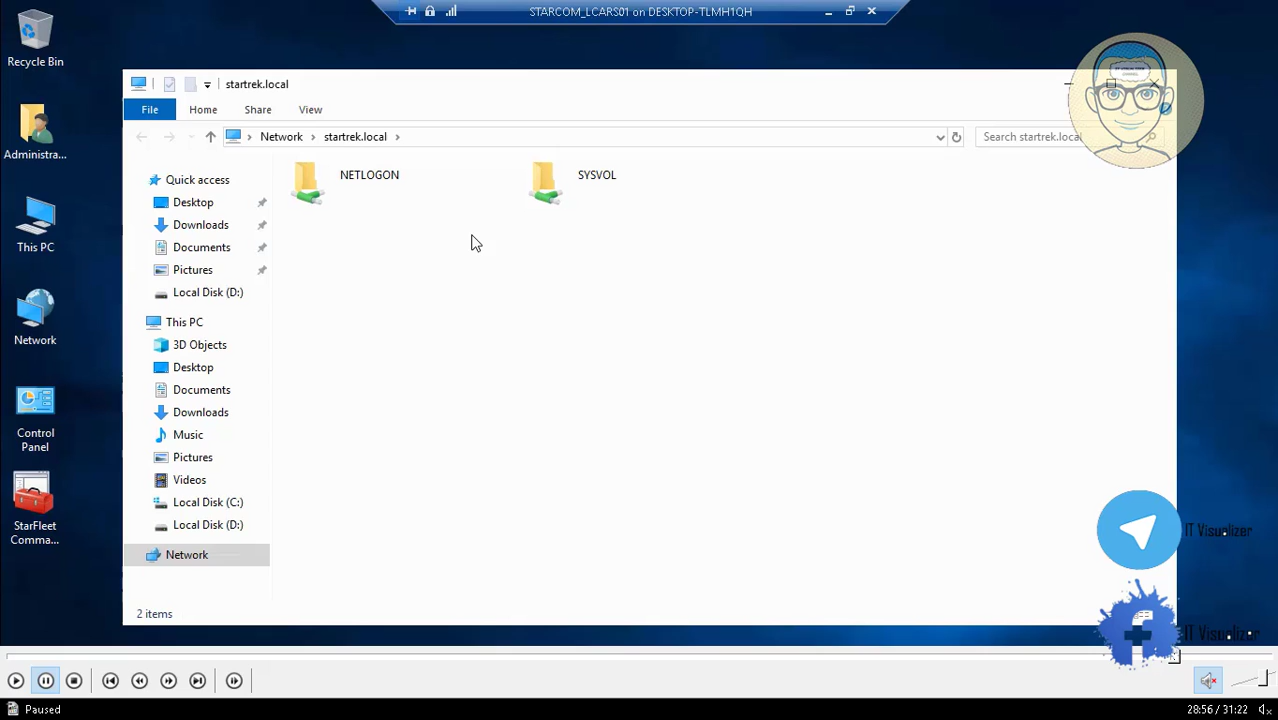 STARCOM_LCARS01 on DESKTOP-TLMH1QH
Recycle Bin
Administra...
This PC
Network
Control
Panel
StarFleet
Comma...
startrek.local
File
Home
Share
View
Network
startrek.local
Search startrek.local
Quick access
Desktop
Downloads
Documents
Pictures
Local Disk (D:)
This PC
3D Objects
Desktop
Documents
Downloads
Music
Pictures
Videos
Local Disk (C:)
Local Disk (D:)
Network
NETLOGON
SYSVOL
2 items
IT Visualizer
IT Visualizer
Paused
28:56 / 31:22